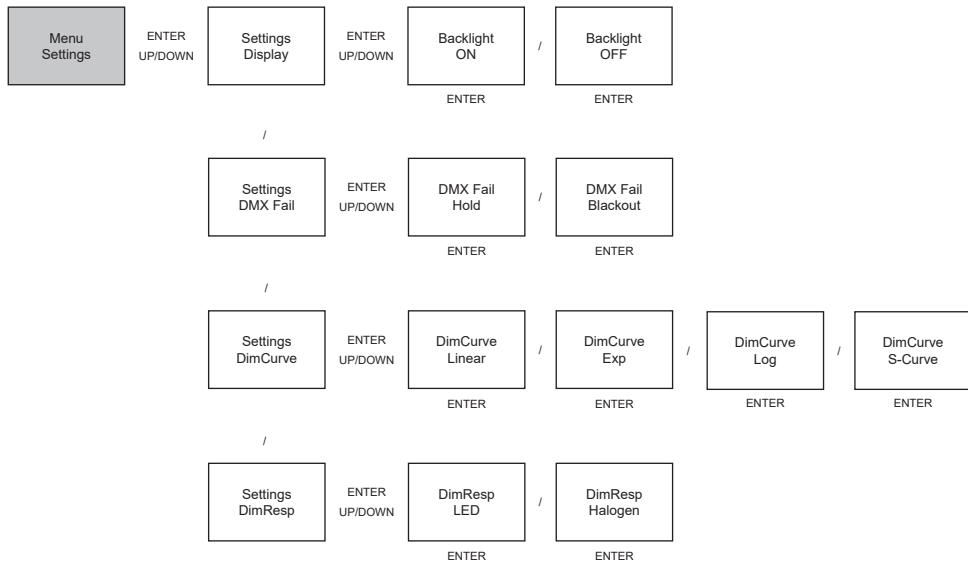 Menu
Settings
ENTER
UP/DOWN
Settings
Display
ENTER
UP/DOWN
Backlight
ON
/
Backlight
OFF
ENTER
ENTER
/
Settings
DMX Fail
ENTER
UP/DOWN
DMX Fail
Hold
/
DMX Fail
Blackout
ENTER
ENTER
/
Settings
DimCurve
ENTER
UP/DOWN
DimCurve
Linear
/
DimCurve
Exp
/
DimCurve
Log
/
DimCurve
S-Curve
ENTER
ENTER
ENTER
ENTER
/
Settings
DimResp
ENTER
UP/DOWN
DimResp
LED
/
DimResp
Halogen
ENTER
ENTER